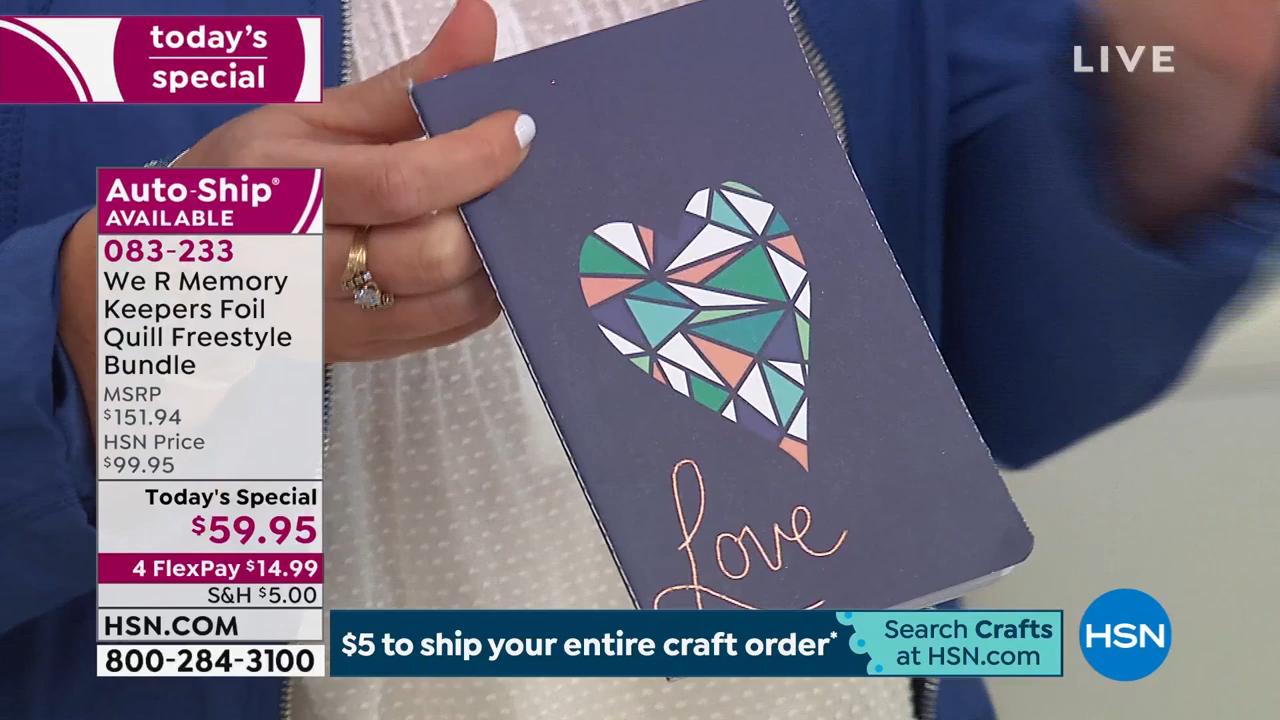 today's
special
LIVE
Auto-Ship®
AVAILABLE
083-233
We R Memory
Keepers Foil
Quill Freestyle
Bundle
MSRP
$151.94
HSN Price
$99.95
Today's Special
$59.95
4 FlexPay $14.99
S&H $5.00
HSN.COM
800-284-3100
Love
$5 to ship your entire craft order*
Search Crafts
at HSN.com
HSN